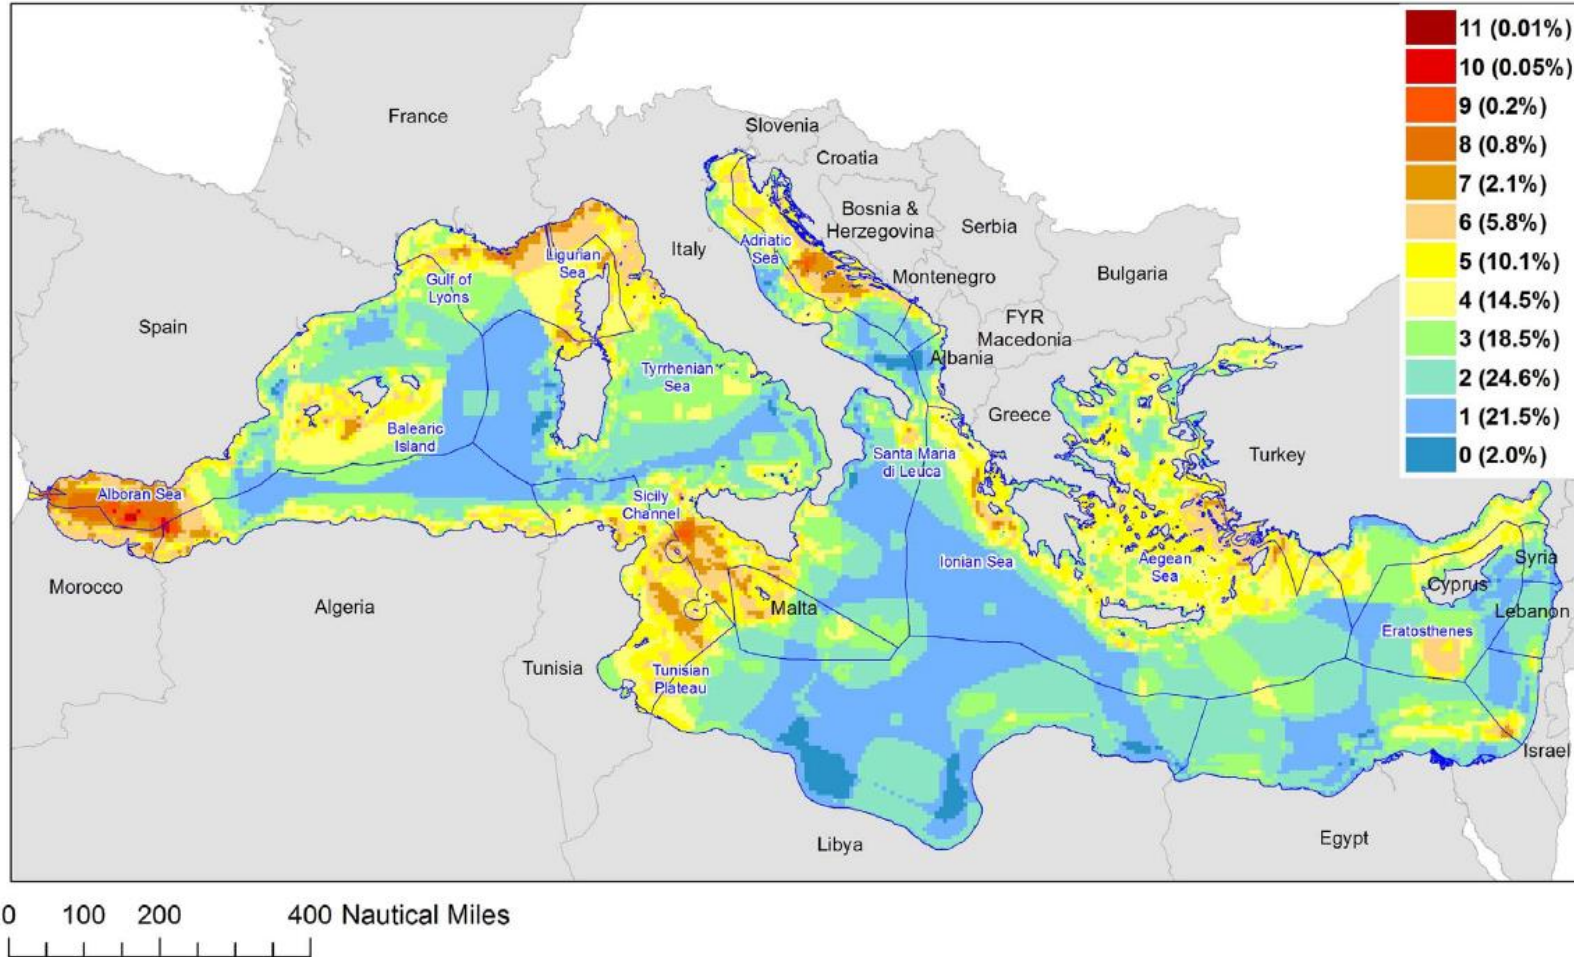 11 (0.01%)
10 (0.05%)
9 (0.2%)
8 (0.8%)
7 (2.1%)
6 (5.8%)
5 (10.1%)
4 (14.5%)
3 (18.5%)
2 (24.6%)
1 (21.5%)
0 (2.0%)
France
Slovenia
Croatia
Bosnia &
Herzegovina
Serbia
Italy
Adriatic
Sea
Ligurian
Sea
Montenegro
Bulgaria
Gulf of
Lyons
Spain
FYR
Macedonia
Albania
Tyrrhenian
Sea
Greece
Balearic
Island
Santa Maria
di Leuca
Turkey
Alboran Sea
Sicily
Channel
Ionian Sea
Aegean
Sea
Syria
Cyprus
Morocco
Algeria
Malta
Lebanon
Eratosthenes
Tunisia
Tunisian
Plateau
Israel
Libya
Egypt
0 100 200 400 Nautical Miles